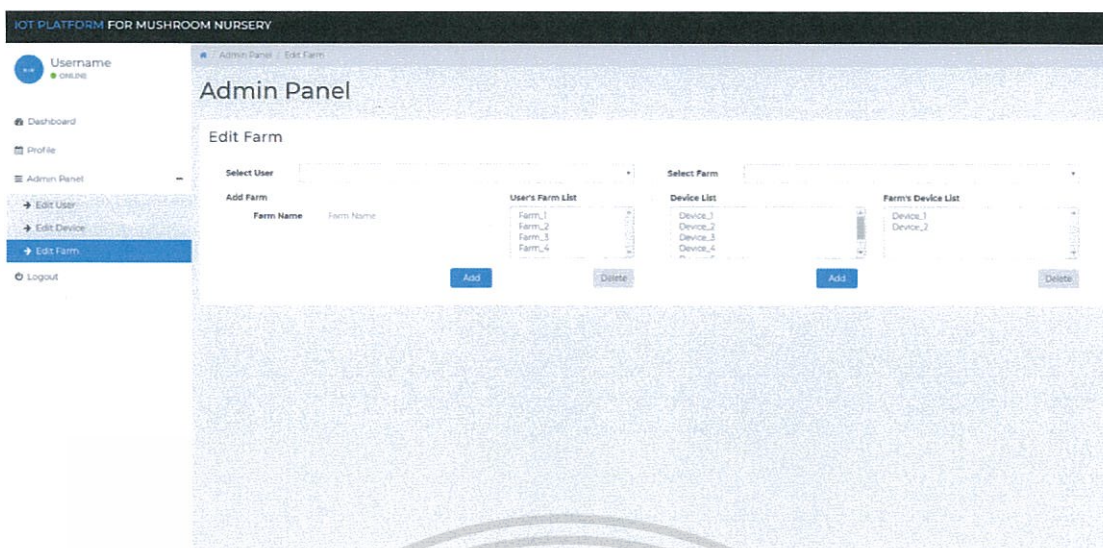 IOT PLATFORM FOR MUSHROOM NURSERY
Username
ONLINE
Dashboard
Profile
Admin Panel
Edit User
Edit Device
Edit Farm
Logout
/ Admin Panel / Edit Farm
Admin Panel
Edit Farm
Select User
Add Farm
Farm Name Farm Name
Add
User's Farm List
Farm_1
Farm_2
Farm_3
Farm_4
Delete
Select Farm
Device List
Device_1
Device_2
Device_3
Device_4
Add
Farm's Device List
Device_1
Device_2
Delete